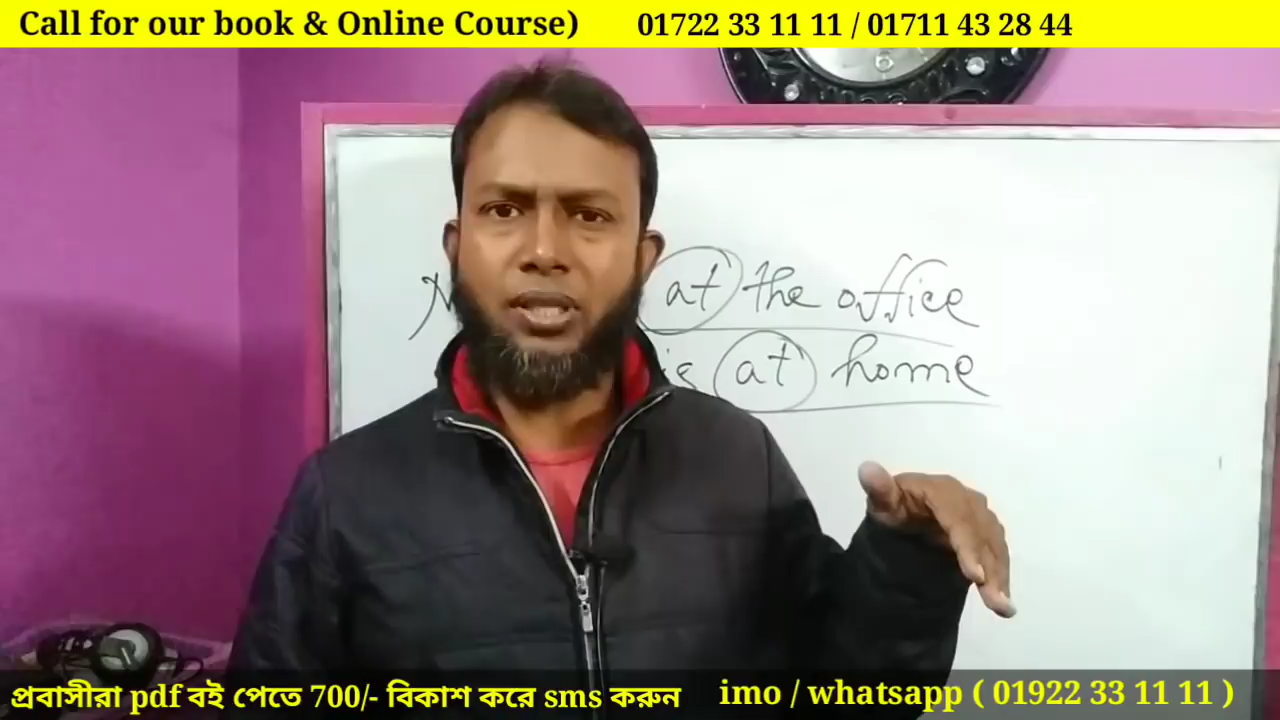 Call for our book & Online Course) 01722 33 11 11 / 01711 43 28 44
at the office
is at home
প্রবাসীরা pdf বই পেতে 700/- বিকাশ করে sms করুন imo / whatsapp ( 01922 33 11 11 )